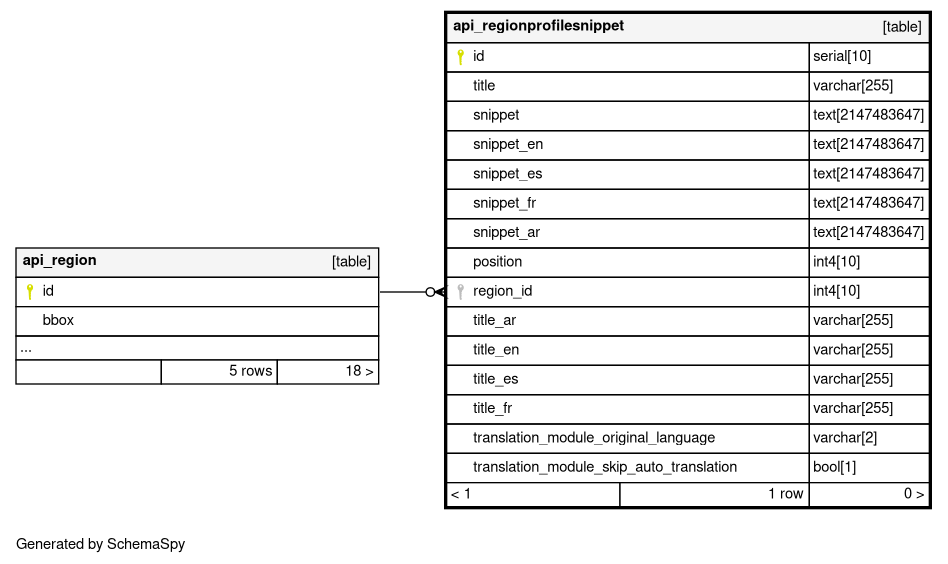 api_regionprofilesnippet [table]
id serial[10]
title varchar[255]
snippet text[2147483647]
snippet_en text[2147483647]
snippet_es text[2147483647]
snippet_fr text[2147483647]
snippet_ar text[2147483647]
position int4[10]
region_id int4[10]
title_ar varchar[255]
title_en varchar[255]
title_es varchar[255]
title_fr varchar[255]
translation_module_original_language varchar[2]
translation_module_skip_auto_translation bool[1]
< 1 1 row 0 >
api_region [table]
id
bbox
...
5 rows 18 >
Generated by SchemaSpy